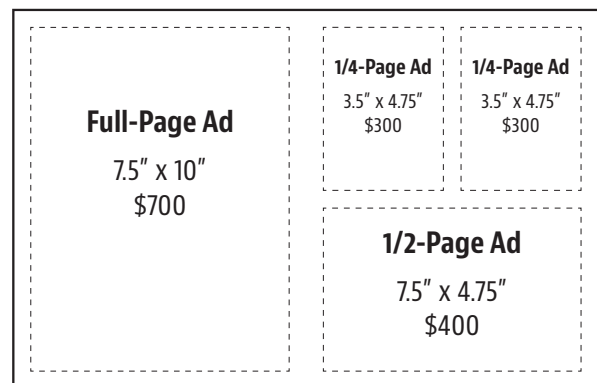 Full-Page Ad
7.5" x 10"
$700
1/4-Page Ad
3.5" x 4.75"
$300
1/4-Page Ad
3.5" x 4.75"
$300
1/2-Page Ad
7.5" x 4.75"
$400